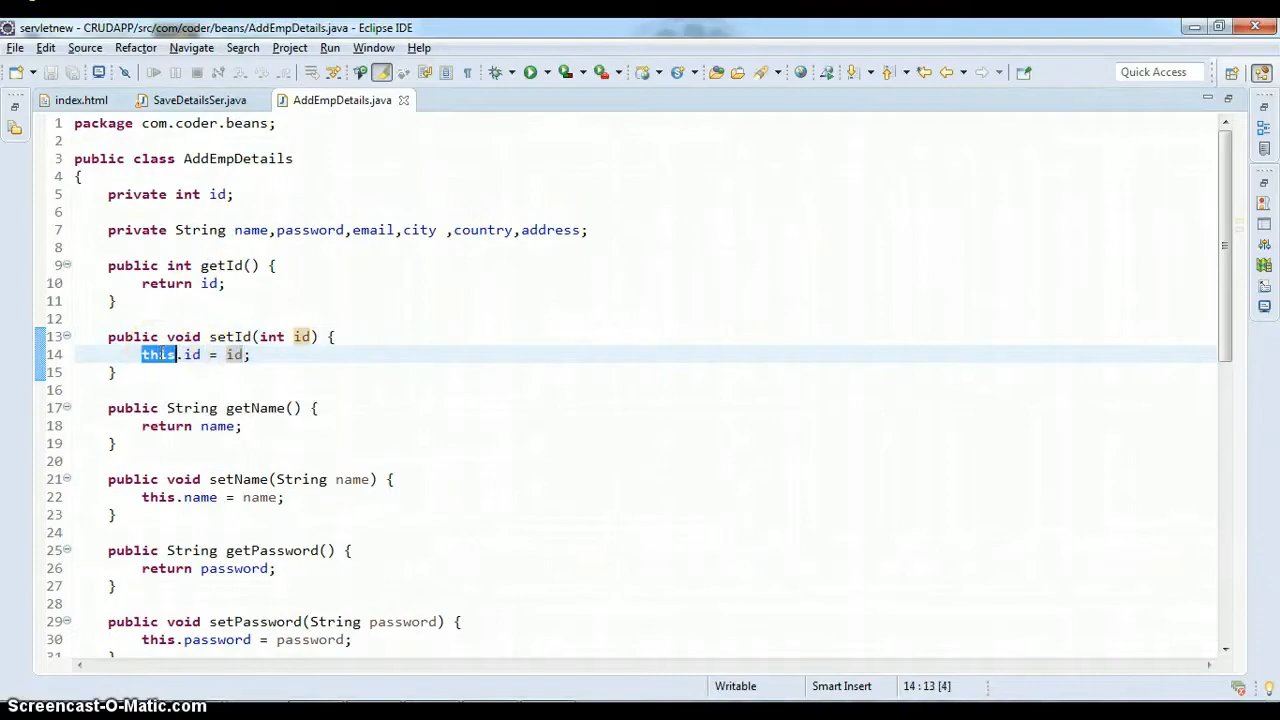 servletnew - CRUDAPP/src/com/coder/beans/AddEmpDetails.java - Eclipse IDE
File Edit Source Refactor Navigate Search Project Run Window Help
Quick Access
index.html SaveDetailsSer.java AddEmpDetails.java
1 package com.coder.beans;
2
3 public class AddEmpDetails
4 {
5 private int id;
6
7 private String name,password,email,city ,country,address;
8
9 public int getId() {
10 return id;
11 }
12
13 public void setId(int id) {
14 this.id = id;
15 }
16
17 public String getName() {
18 return name;
19 }
20
21 public void setName(String name) {
22 this.name = name;
23 }
24
25 public String getPassword() {
26 return password;
27 }
28
29 public void setPassword(String password) {
30 this.password = password;
31 }
Writable Smart Insert 14 : 13 [4]
Screencast-O-Matic.com